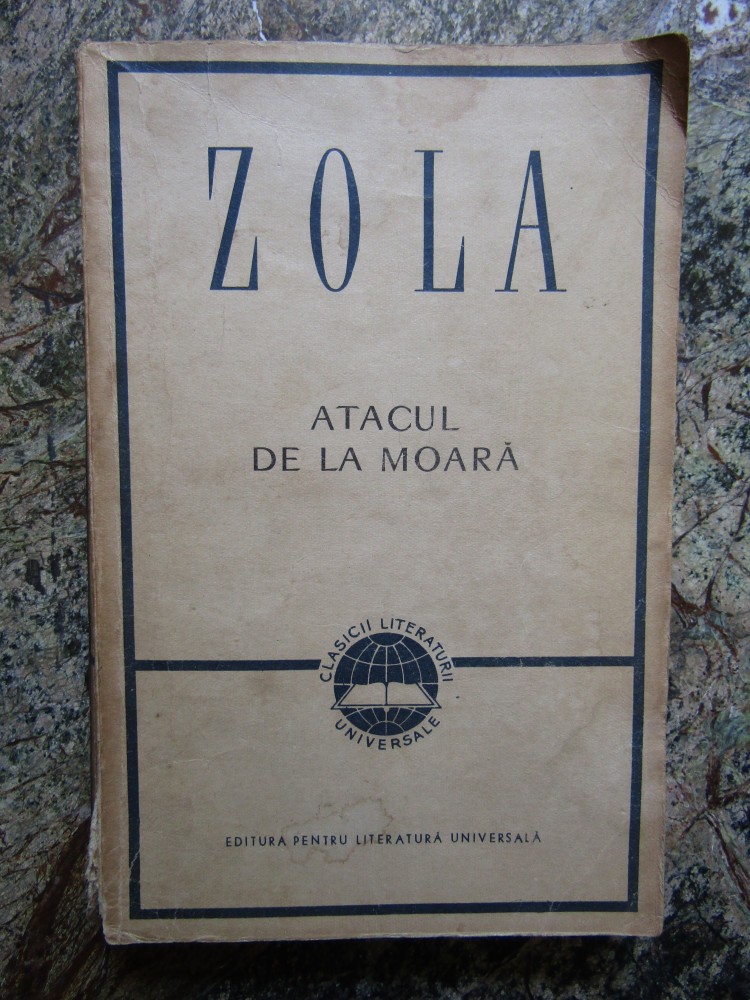 ZOLA
ATACUL
DE LA MOARĂ
CLASICII LITERATURII
UNIVERSALE
EDITURA PENTRU LITERATURĂ UNIVERSALĂ